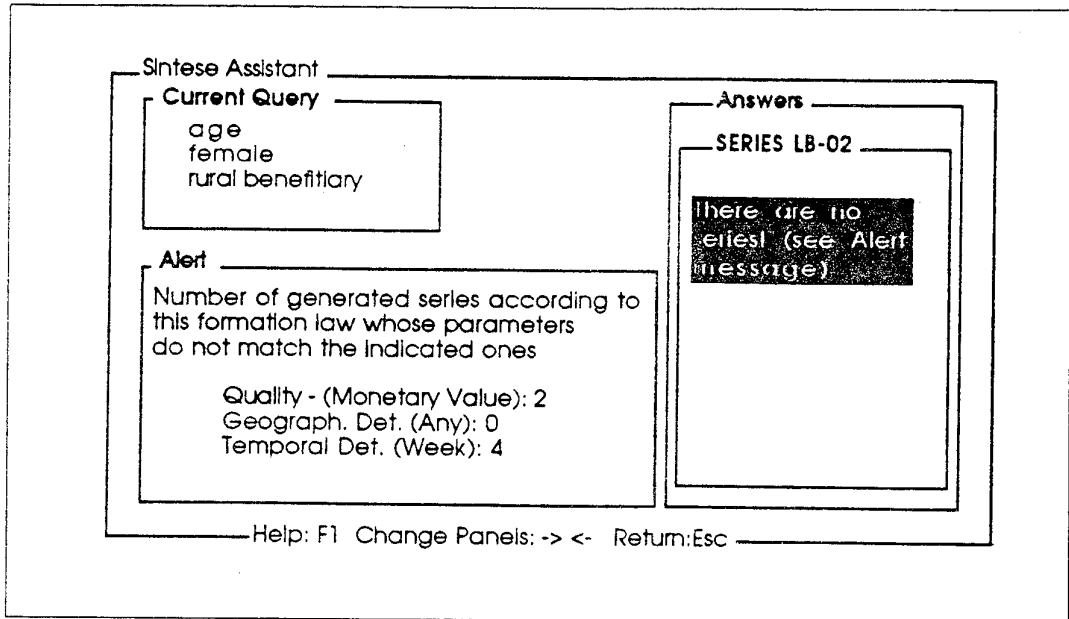 Sintese Assistant
Current Query
age
female
rural benefitiary
Alert
Number of generated series according to
this formation law whose parameters
do not match the indicated ones
Quality - (Monetary Value): 2
Geograph. Det. (Any): 0
Temporal Det. (Week): 4
Answers
SERIES LB-02
There are no
eries! (see Alert
message)
Help: F1 Change Panels: -> <- Return:Esc